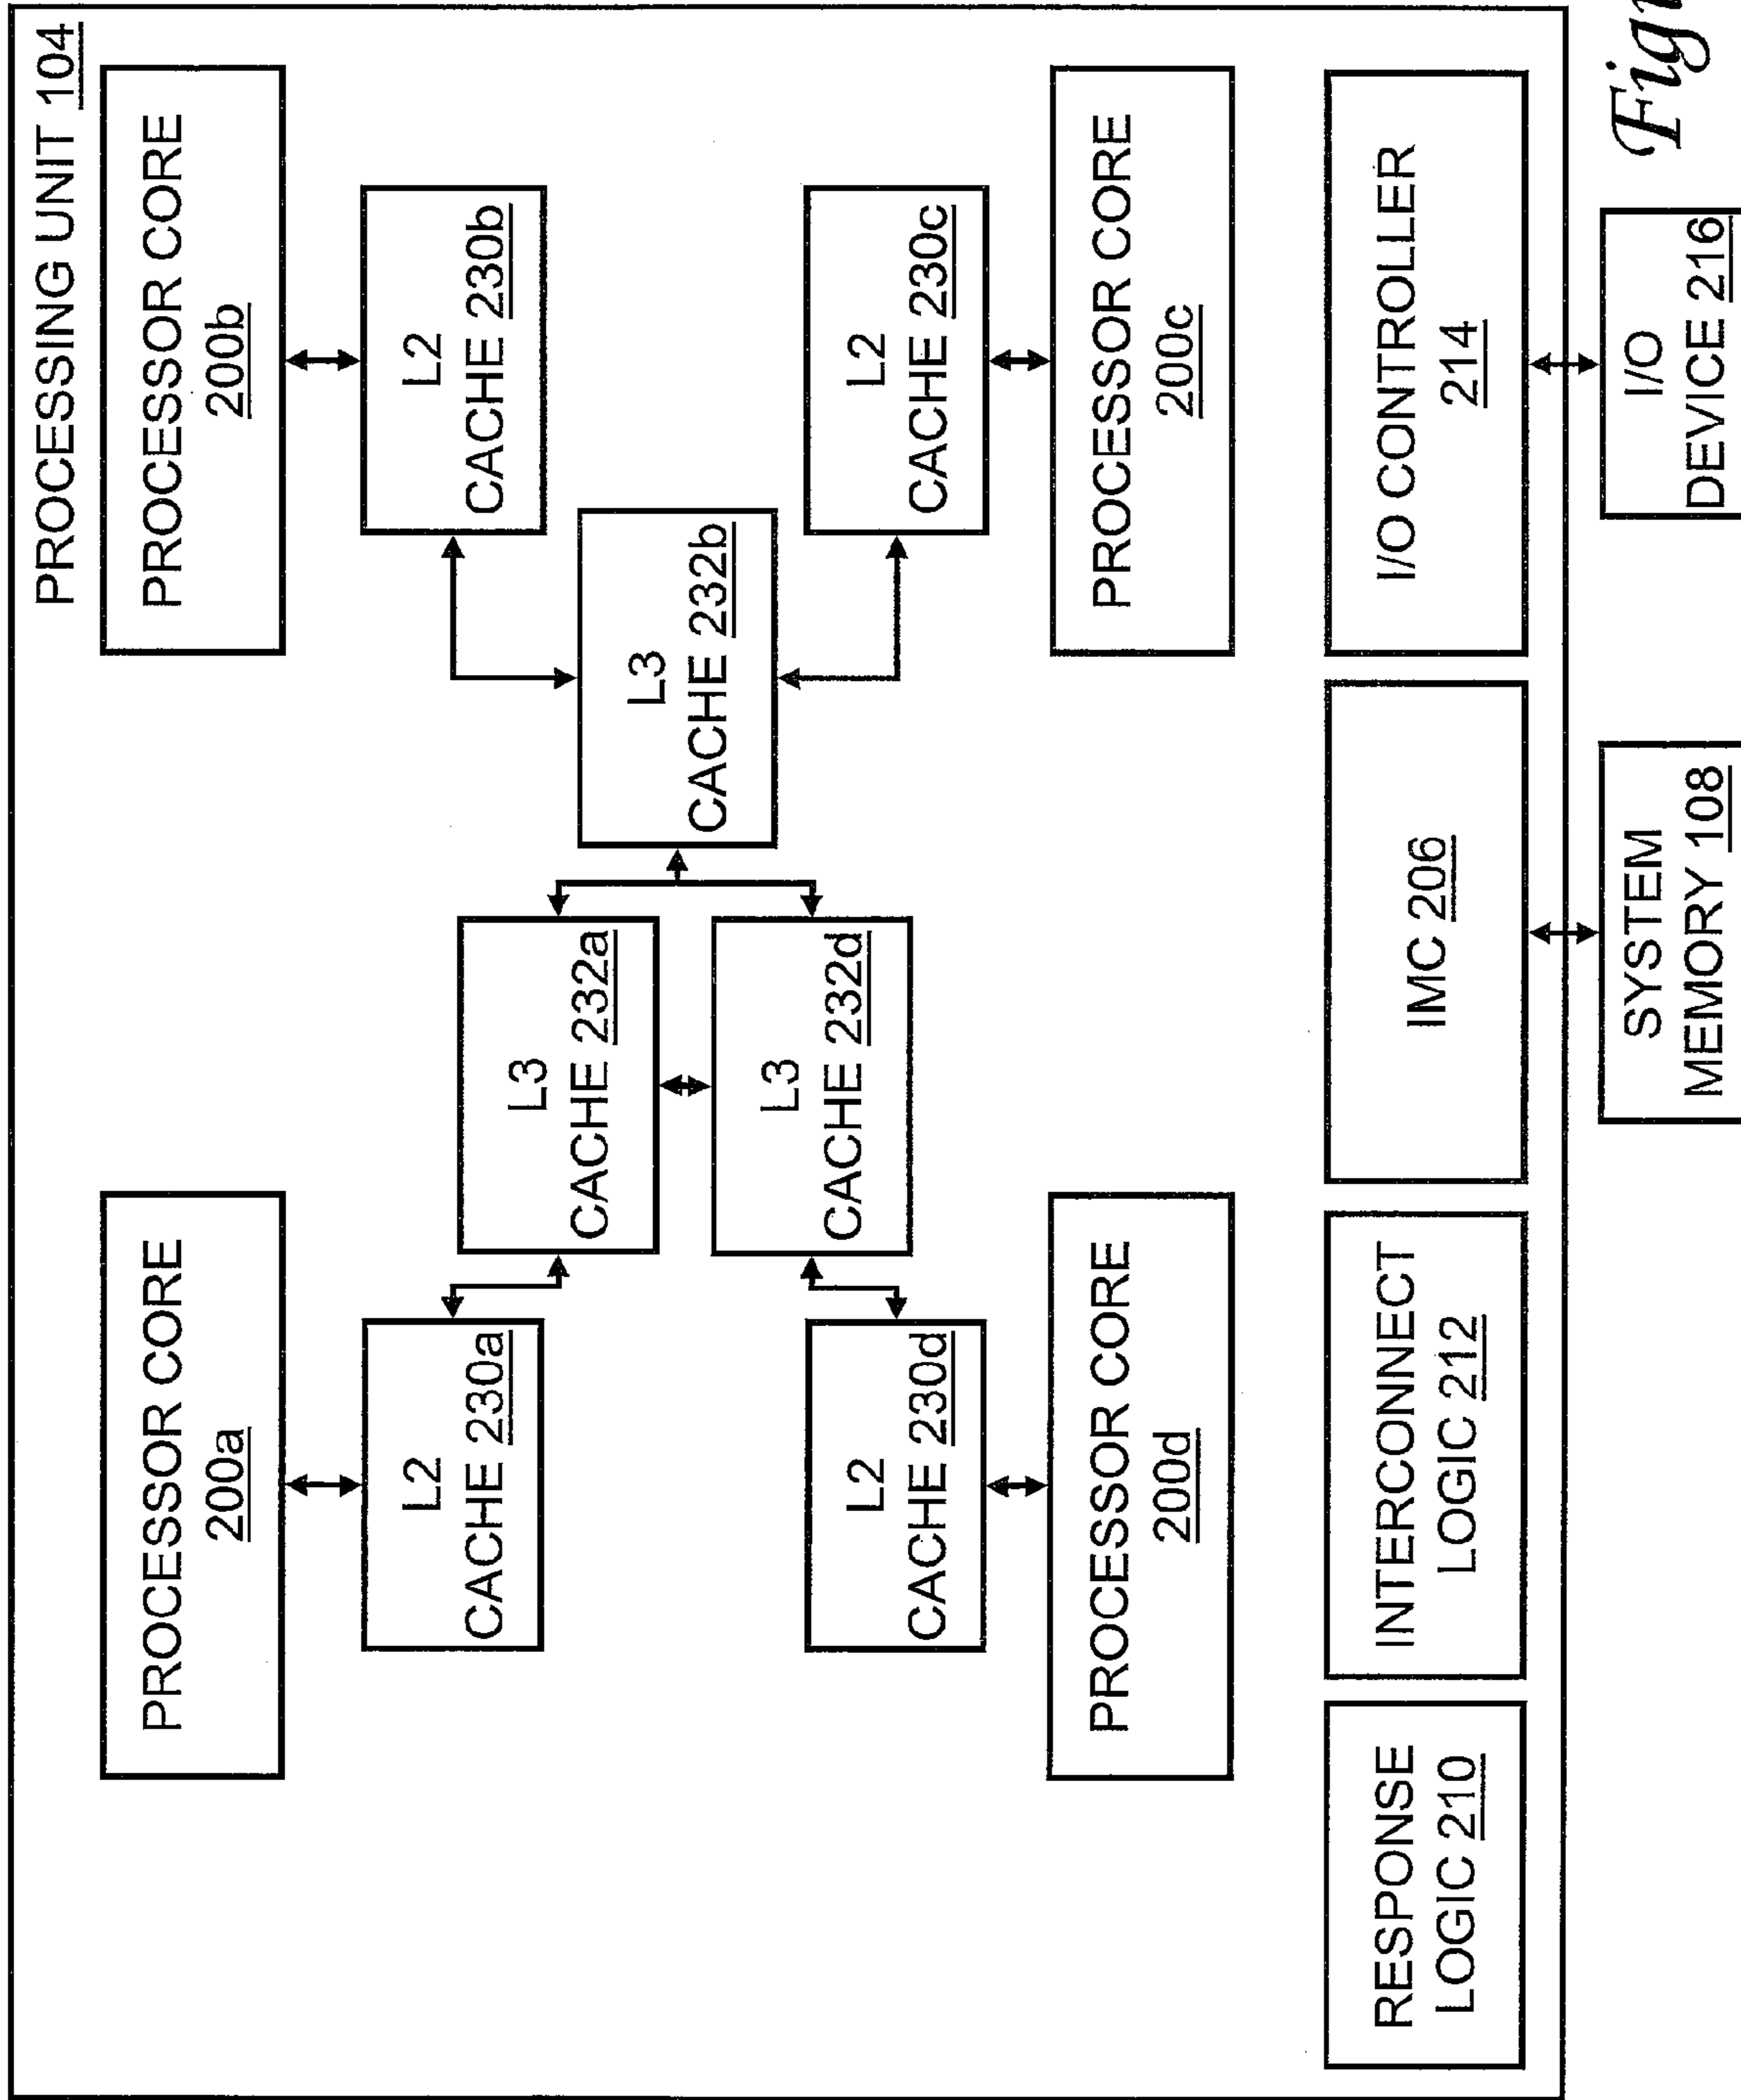 PROCESSING UNIT 104
PROCESSOR CORE
200a
PROCESSOR CORE
200b
L2
CACHE 230a
L2
CACHE 230b
L3
CACHE 232a
L3
CACHE 232b
L3
CACHE 232d
L2
CACHE 230d
L2
CACHE 230c
PROCESSOR CORE
200d
PROCESSOR CORE
200c
RESPONSE
LOGIC 210
INTERCONNECT
LOGIC 212
IMC 206
I/O CONTROLLER
214
SYSTEM
MEMORY 108
I/O
DEVICE 216